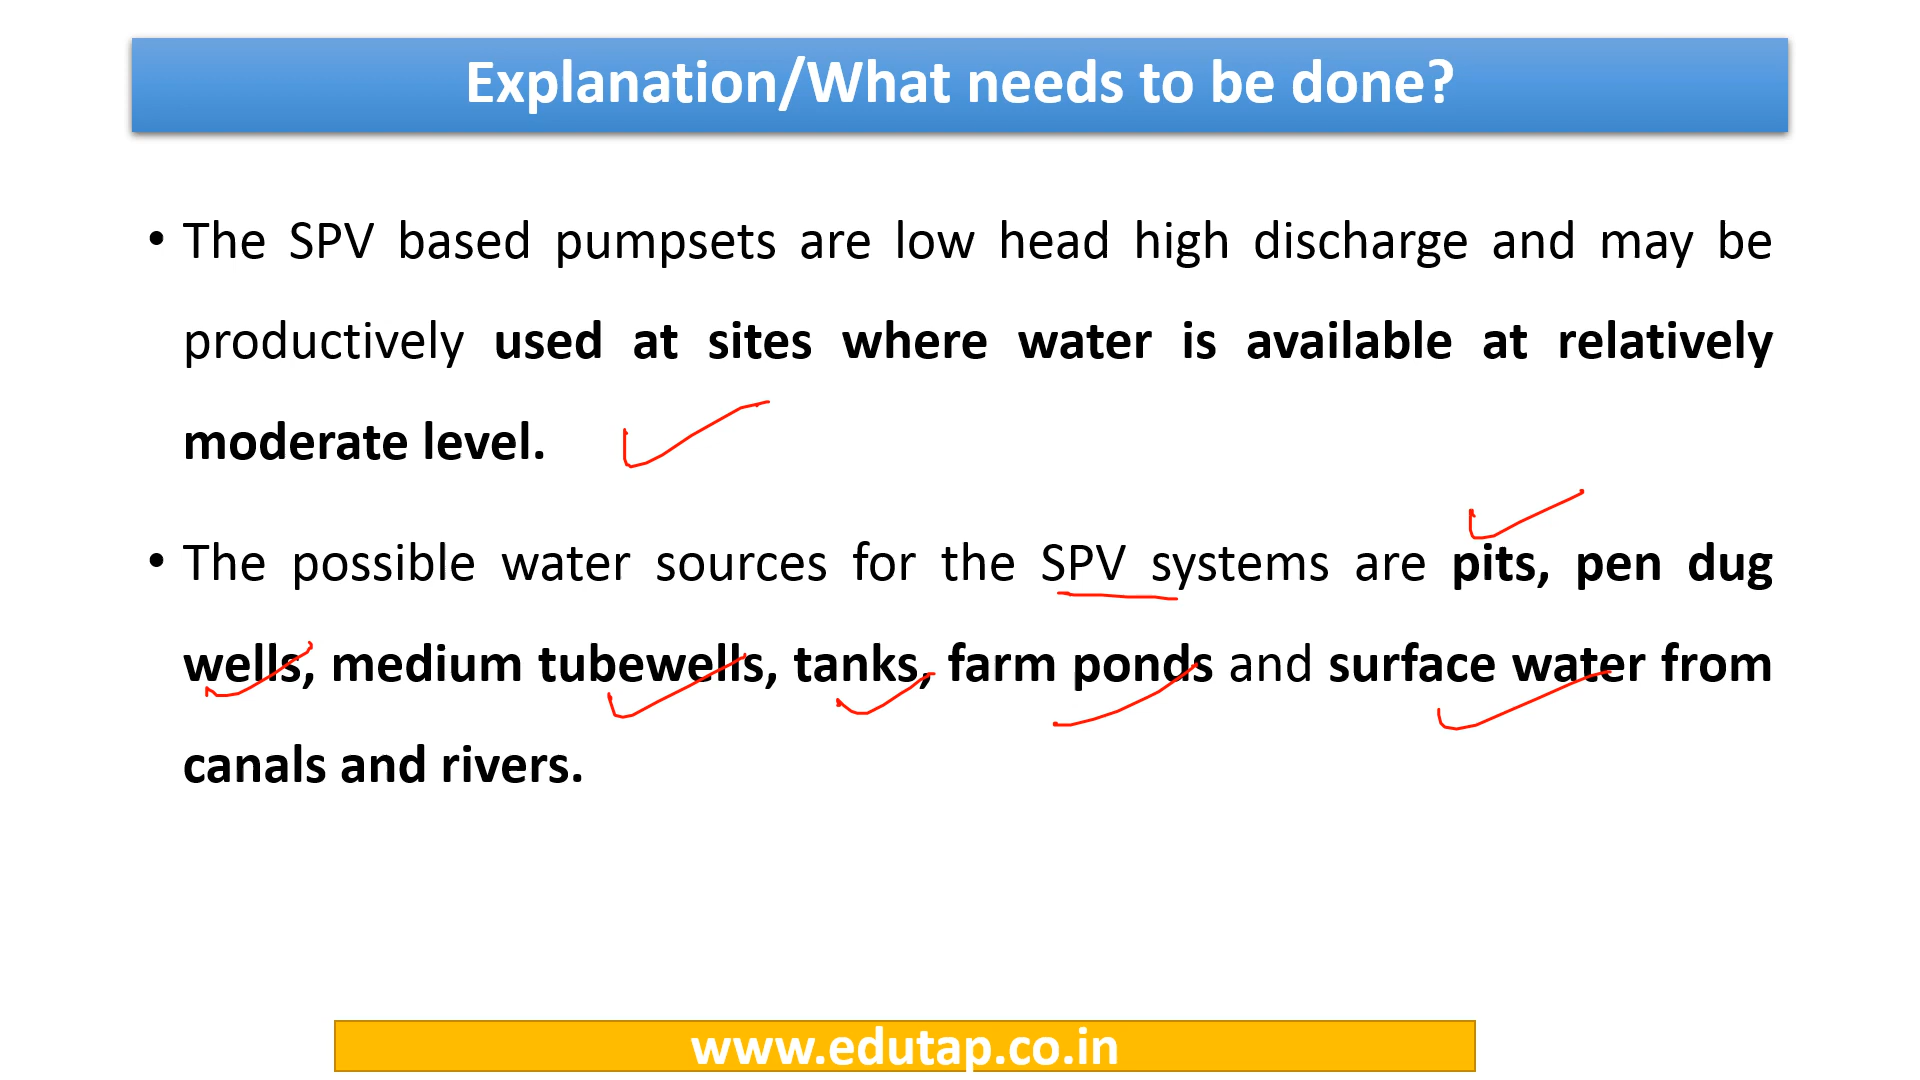 Explanation/What needs to be done?
• The SPV based pumpsets are low head high discharge and may be
productively used at sites where water is available at relatively
moderate level.
• The possible water sources for the SPV systems are pits, pen dug
wells, medium tubewells, tanks, farm ponds and surface water from
canals and rivers.
www.edutap.co.in